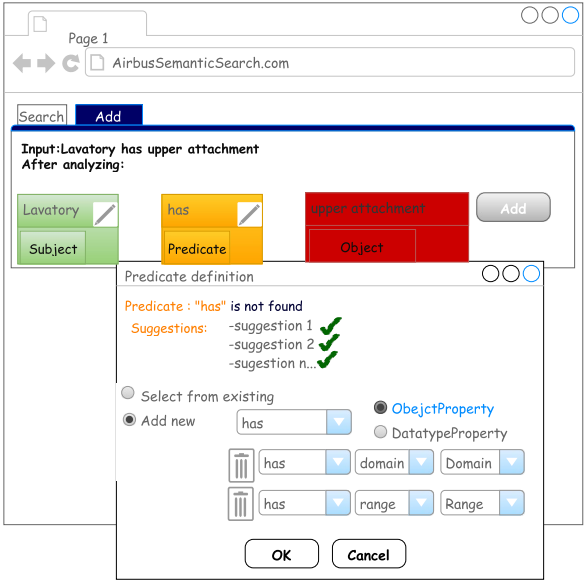 Page 1
AirbusSemanticSearch.com
Search Add
Input:Lavatory has upper attachment
After analyzing:
Lavatory has upper attachment Add
Subject Predicate Object
Predicate definition
Predicate : "has" is not found
Suggestions: -suggestion 1
-suggestion 2
-sugestion n...
Select from existing
Add new has ObejctProperty
DatatypeProperty
has domain Domain
has range Range
OK Cancel